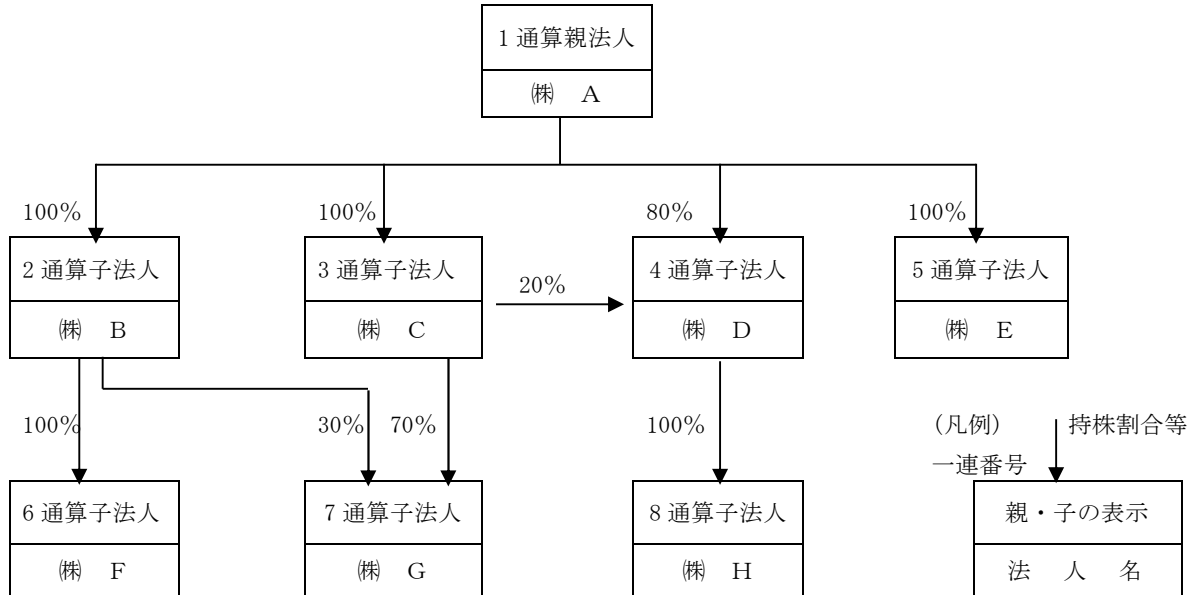 1 通算親法人
㈱ A
100%
100%
80%
100%
2 通算子法人
3 通算子法人
4 通算子法人
5 通算子法人
20%
㈱ B
㈱ C
㈱ D
㈱ E
100%
30%
70%
100%
(凡例)
持株割合等
一連番号
6 通算子法人
7 通算子法人
8 通算子法人
親・子の表示
㈱ F
㈱ G
㈱ H
法 人 名